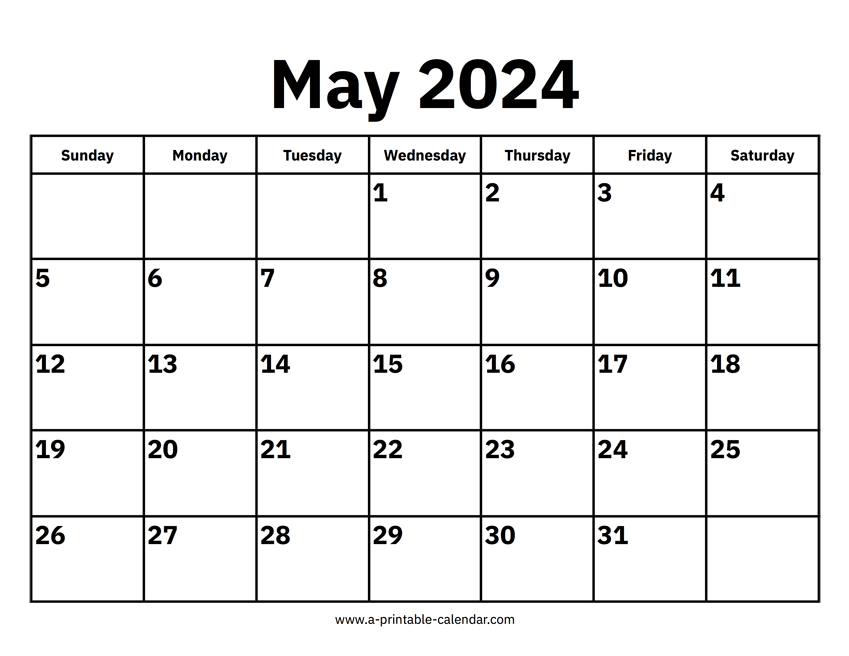 May 2024
Sunday Monday Tuesday Wednesday Thursday Friday Saturday
1 2 3 4
5 6 7 8 9 10 11
12 13 14 15 16 17 18
19 20 21 22 23 24 25
26 27 28 29 30 31
www.a-printable-calendar.com